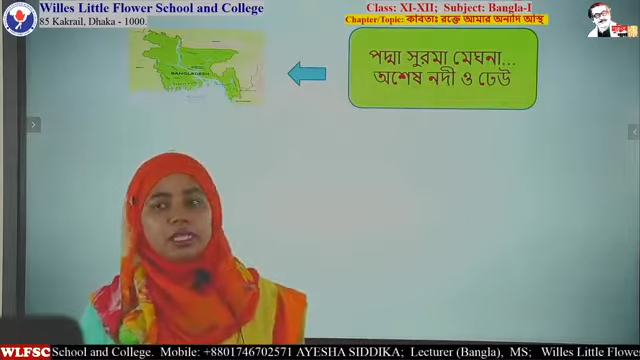 Willes Little Flower School and College
85 Kakrail, Dhaka - 1000.
Class: XI-XII; Subject: Bangla-I
Chapter/Topic: কবিতাঃ রক্তে আমার অনাদি অস্থি
BANGLADESH
পদ্মা সুরমা মেঘনা...
অশেষ নদী ও ঢেউ
WLFSC School and College. Mobile: +8801746702571 AYESHA SIDDIKA; Lecturer (Bangla), MS; Willes Little Flowe